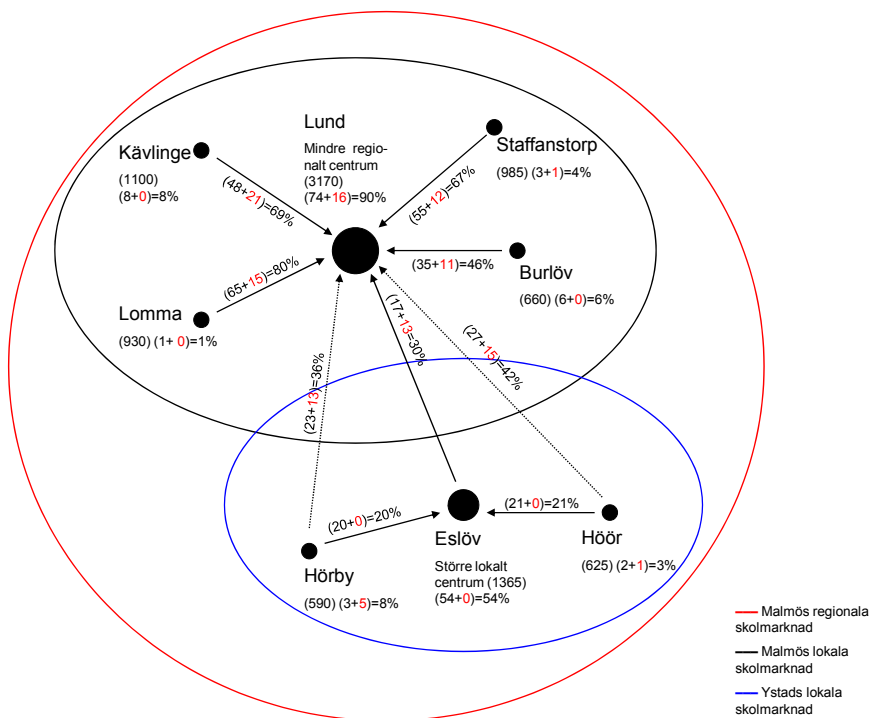 Lund
Mindre regio-
nalt centrum
(3170)
(74+16)=90%
Kävlinge
(1100)
(8+0)=8%
(48+21)=69%
Staffanstorp
(985) (3+1)=4%
(55+12)=67%
(35+11)=46%
Burlöv
(660) (6+0)=6%
Lomma
(930) (1+ 0)=1%
(65+15)=80%
(23+13)=36%
(17+13=30%
(27+15)=42%
(20+0)=20%
(21+0)=21%
Hörby
(590) (3+5)=8%
Eslöv
Större lokalt
centrum (1365)
(54+0)=54%
Höör
(625) (2+1)=3%
Malmös regionala
skolmarknad
Malmös lokala
skolmarknad
Ystads lokala
skolmarknad